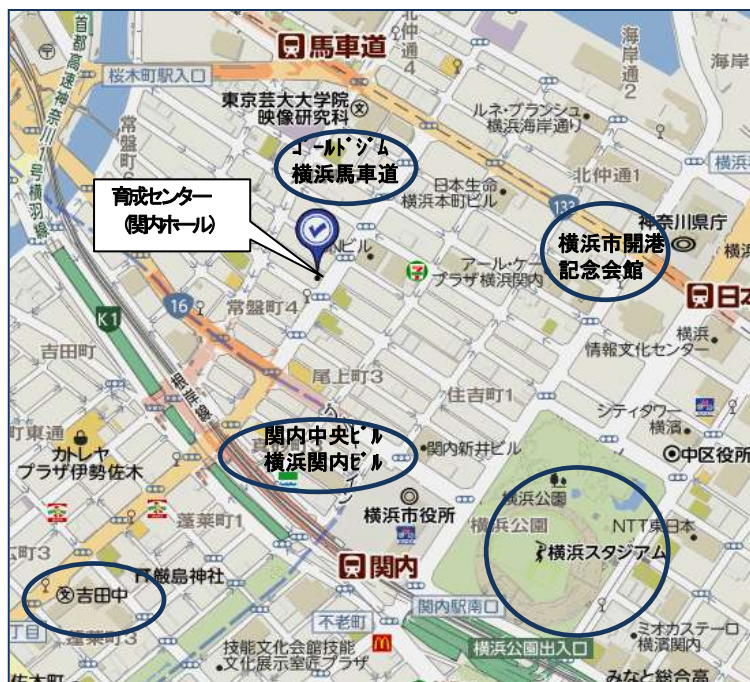 馬車道
北仲通4
海岸通2
海岸
首都高速神奈川
号横羽線
桜木町駅入口
東京芸大大学院
映像研究科
ルネ・ブランシュ
横浜海岸通り
ゴールドジム
横浜馬車道
常盤町
日本生命
横浜本町ビル
北仲通1
133
神奈川県庁
育成センター
(関内ホール)
横浜市開港
記念会館
アール・ケー
プラザ横浜関内
16
常盤町4
K1
吉田町
根岸線
尾上町3
住吉町1
横浜
情報文化センター
シティタワー
横濱
中区役所
町東通
カトレヤ
プラザ伊勢佐木
関内中央ビル
横浜関内ビル
関内新井ビル
横浜公園
横浜市役所
横浜公園
NTT東日本
蓬莱町1
横浜スタジアム
関内
厳島神社
吉田中
関内駅南口
不老町
蓬莱町3
丁目
横浜公園出入口
ミオカステーロ
横濱関内
技能文化会館技能
文化展示室匠プラザ
佐木町
みなと総合高